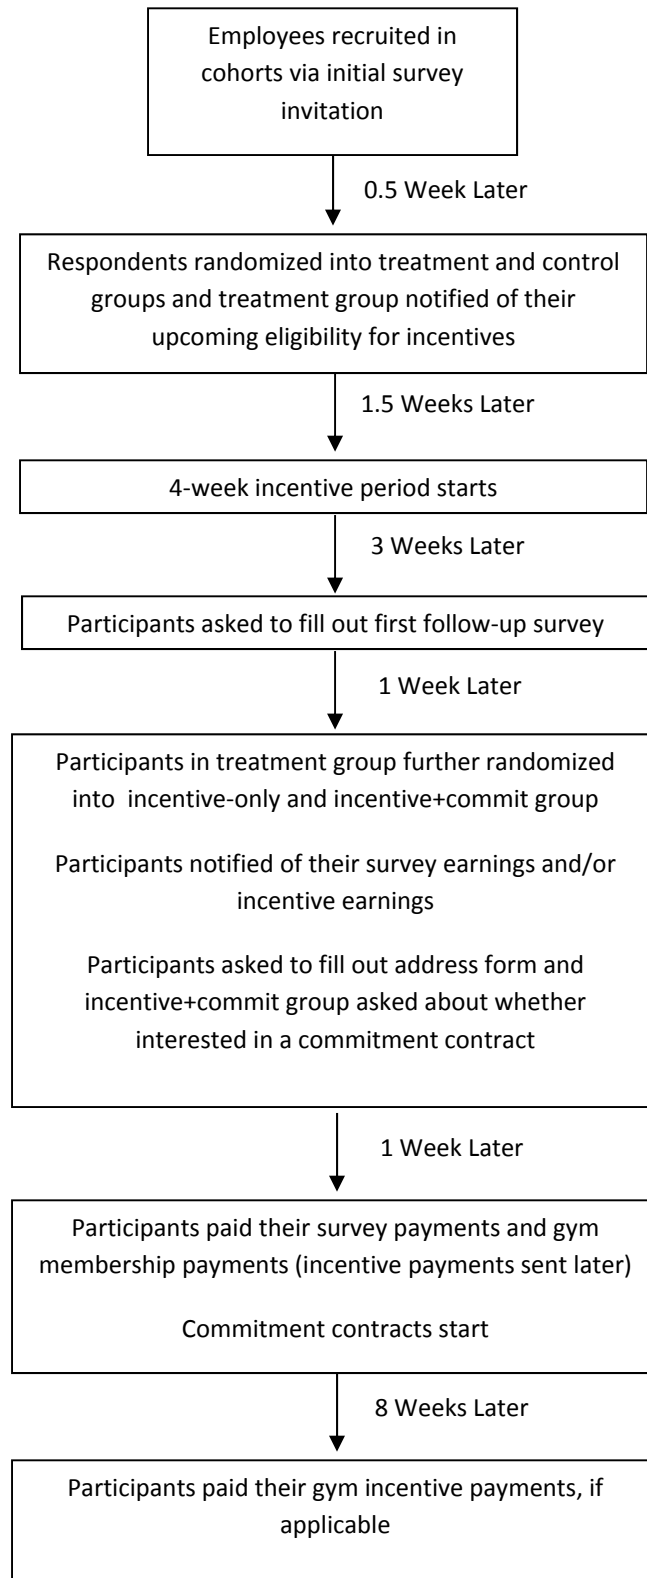 Employees recruited in
cohorts via initial survey
invitation
0.5 Week Later
Respondents randomized into treatment and control
groups and treatment group notified of their
upcoming eligibility for incentives
1.5 Weeks Later
4-week incentive period starts
3 Weeks Later
Participants asked to fill out first follow-up survey
1 Week Later
Participants in treatment group further randomized
into incentive-only and incentive+commit group
Participants notified of their survey earnings and/or
incentive earnings
Participants asked to fill out address form and
incentive+commit group asked about whether
interested in a commitment contract
1 Week Later
Participants paid their survey payments and gym
membership payments (incentive payments sent later)
Commitment contracts start
8 Weeks Later
Participants paid their gym incentive payments, if
applicable